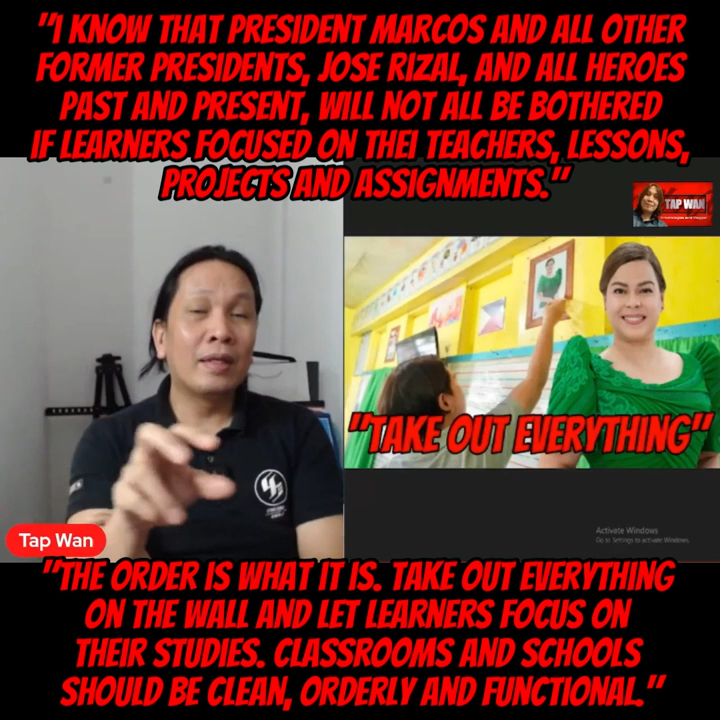 "I KNOW THAT PRESIDENT MARCOS AND ALL OTHER
FORMER PRESIDENTS, JOSE RIZAL, AND ALL HEROES
PAST AND PRESENT, WILL NOT ALL BE BOTHERED
IF LEARNERS FOCUSED ON THEI TEACHERS, LESSONS,
PROJECTS AND ASSIGNMENTS."
TAP WAN
"TAKE OUT EVERYTHING"
Activate Windows
Go to Settings to activate Windows.
Tap Wan
"THE ORDER IS WHAT IT IS. TAKE OUT EVERYTHING
ON THE WALL AND LET LEARNERS FOCUS ON
THEIR STUDIES. CLASSROOMS AND SCHOOLS
SHOULD BE CLEAN, ORDERLY AND FUNCTIONAL."